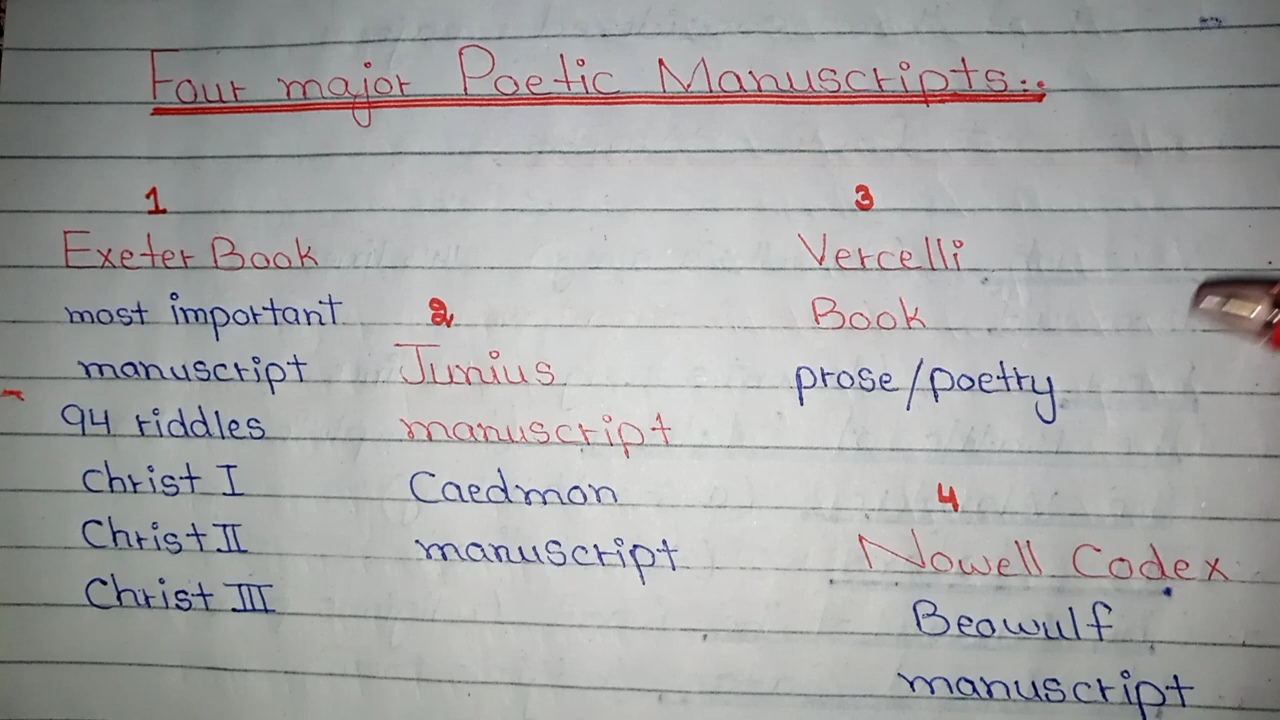 Four major Poetic Manuscripts:.
1
Exeter Book
most important
manuscript
94 riddles
Christ I
Christ II
Christ III
2
Junius
manuscript
Caedmon
manuscript
3
Vercelli
Book
prose/poetry
4
Nowell Codex
Beowulf
manuscript